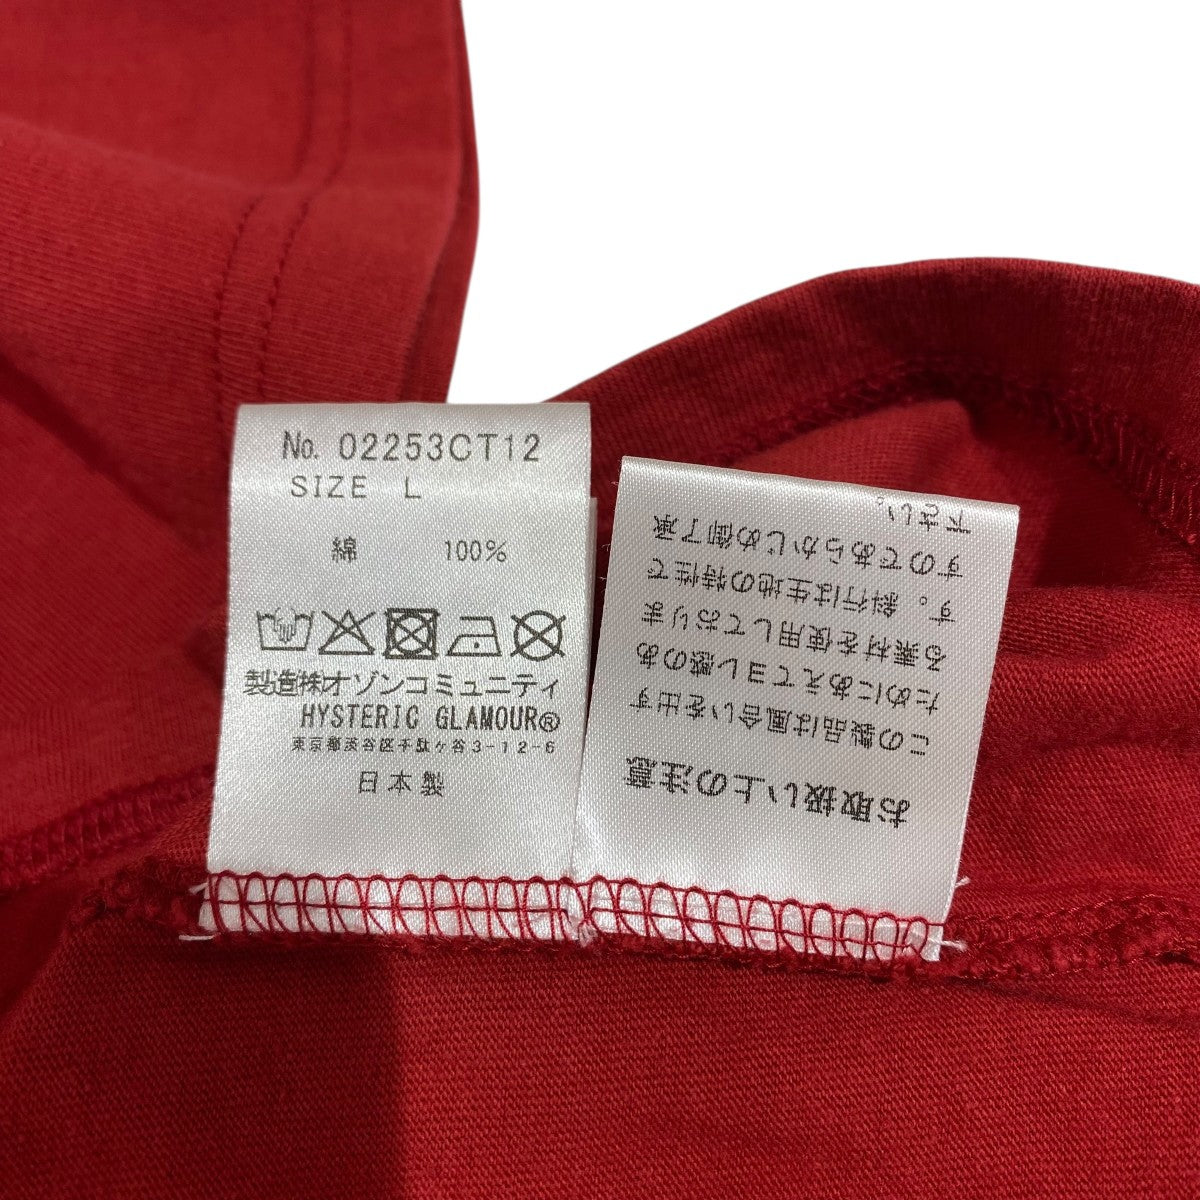 No. 02253CT12
SIZE L
綿 100%
製造㈱オゾンコミュニティ
HYSTERIC GLAMOUR®
東京都渋谷区千駄ヶ谷3-12-6
日本製
お取扱い上の注意
この製品は風合いを出す
ためにあえてヨレ感のあ
る素材を使用しておりま
す。斜行は生地の特性で
すのであらかじめ御了承
下さい。